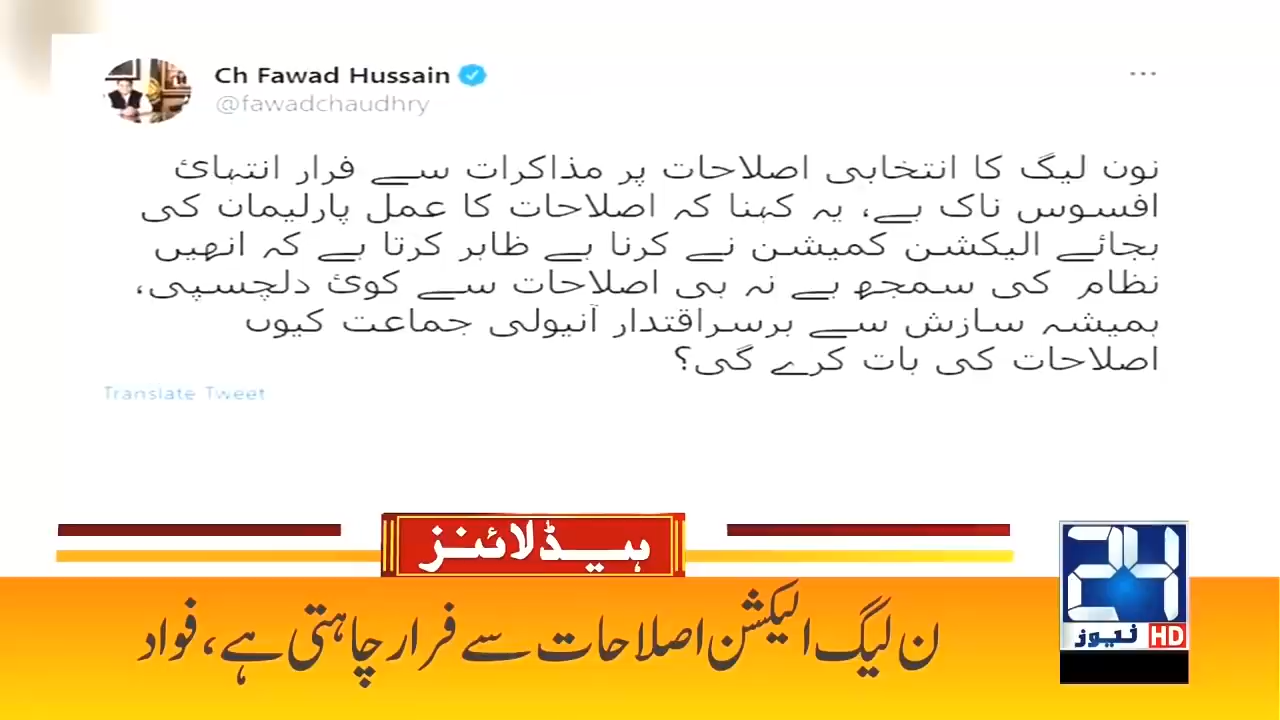 Ch Fawad Hussain
@fawadchaudhry
نون لیگ کا انتخابی اصلاحات پر مذاکرات سے فرار انتہائ
افسوس ناک ہے، یہ کہنا کہ اصلاحات کا عمل پارلیمان کی
بجائے الیکشن کمیشن نے کرنا ہے ظاہر کرتا ہے کہ انھیں
نظام کی سمجھ ہے نہ ہی اصلاحات سے کوئ دلچسپی،
ہمیشہ سازش سے برسراقتدار آنیولی جماعت کیوں
اصلاحات کی بات کرے گی؟
Translate Tweet
ہیڈلائنز
ن لیگ الیکشن اصلاحات سے فرار چاہتی ہے، فواد
24
نیوز HD